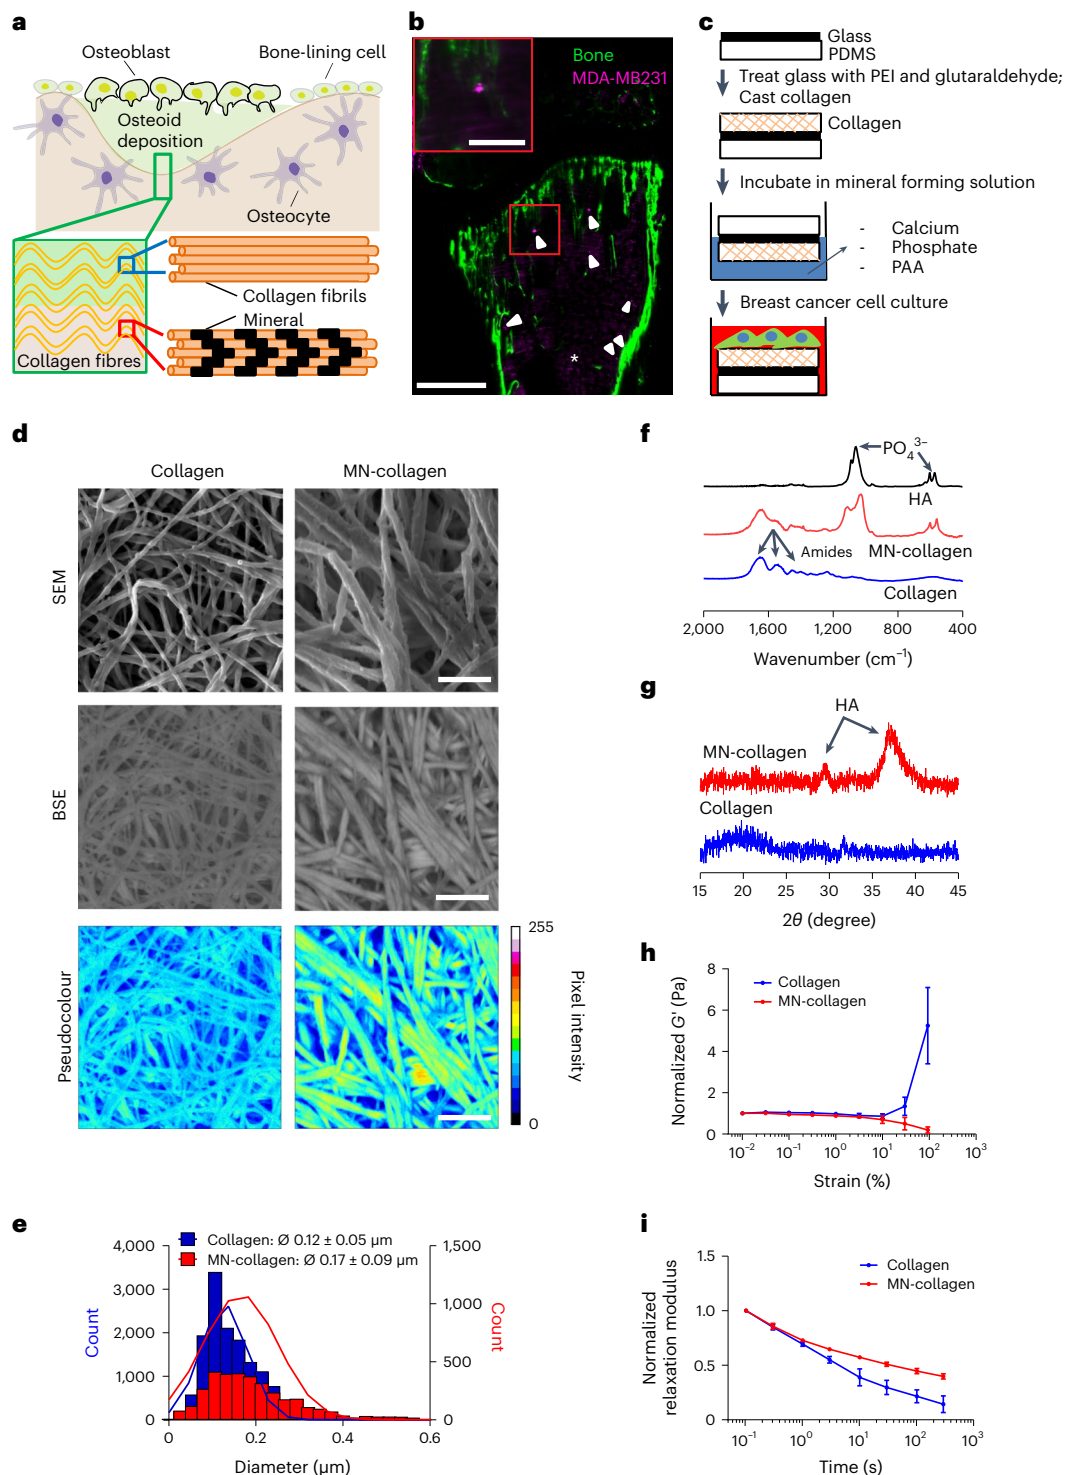 a
Osteoblast
Bone-lining cell
Osteoid
deposition
Osteocyte
Collagen fibrils
Mineral
Collagen fibres
b
Bone
MDA-MB231
*
c
Glass
PDMS
Treat glass with PEI and glutaraldehyde;
Cast collagen
Collagen
Incubate in mineral forming solution
- Calcium
- Phosphate
- PAA
Breast cancer cell culture
d
Collagen
MN-collagen
SEM
BSE
Pseudocolour
255
0
Pixel intensity
e
Collagen: Ø 0.12 ± 0.05 µm
MN-collagen: Ø 0.17 ± 0.09 µm
4,000
3,000
2,000
1,000
0
Count
1,500
1,000
500
0
Count
0
0.2
0.4
0.6
Diameter (µm)
f
PO₄³⁻
HA
MN-collagen
Amides
Collagen
2,000
1,600
1,200
800
400
Wavenumber (cm⁻¹)
g
HA
MN-collagen
Collagen
15
20
25
30
35
40
45
2θ (degree)
h
Collagen
MN-collagen
8
6
4
2
0
Normalized G' (Pa)
10⁻²
10⁻¹
10⁰
10¹
10²
10³
Strain (%)
i
Collagen
MN-collagen
1.5
1.0
0.5
0
Normalized
relaxation modulus
10⁻¹
10⁰
10¹
10²
10³
Time (s)